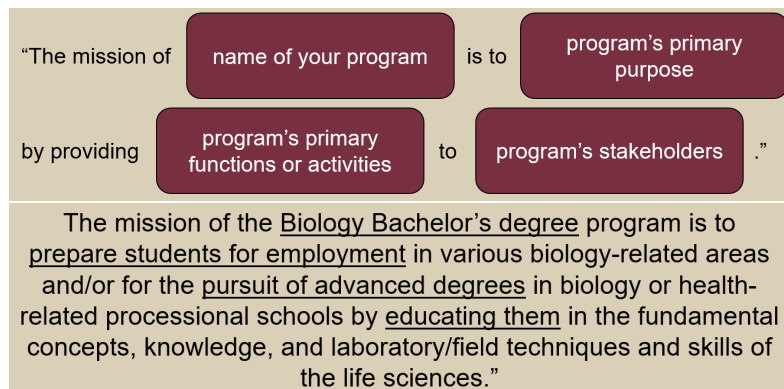 “The mission of name of your program is to program’s primary purpose
by providing program’s primary functions or activities to program’s stakeholders .”
The mission of the Biology Bachelor’s degree program is to
prepare students for employment in various biology-related areas
and/or for the pursuit of advanced degrees in biology or health-
related processional schools by educating them in the fundamental
concepts, knowledge, and laboratory/field techniques and skills of
the life sciences.”